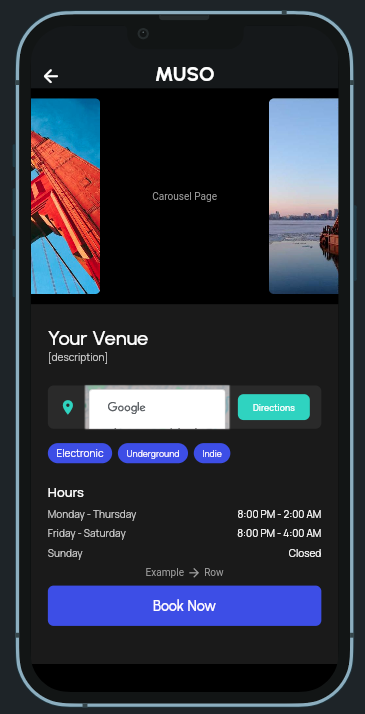 MUSO
Carousel Page
Your Venue
[description]
Google
Directions
Electronic Underground Indie
Hours
Monday - Thursday 8:00 PM - 2:00 AM
Friday - Saturday 8:00 PM - 4:00 AM
Sunday Closed
Example → Row
Book Now